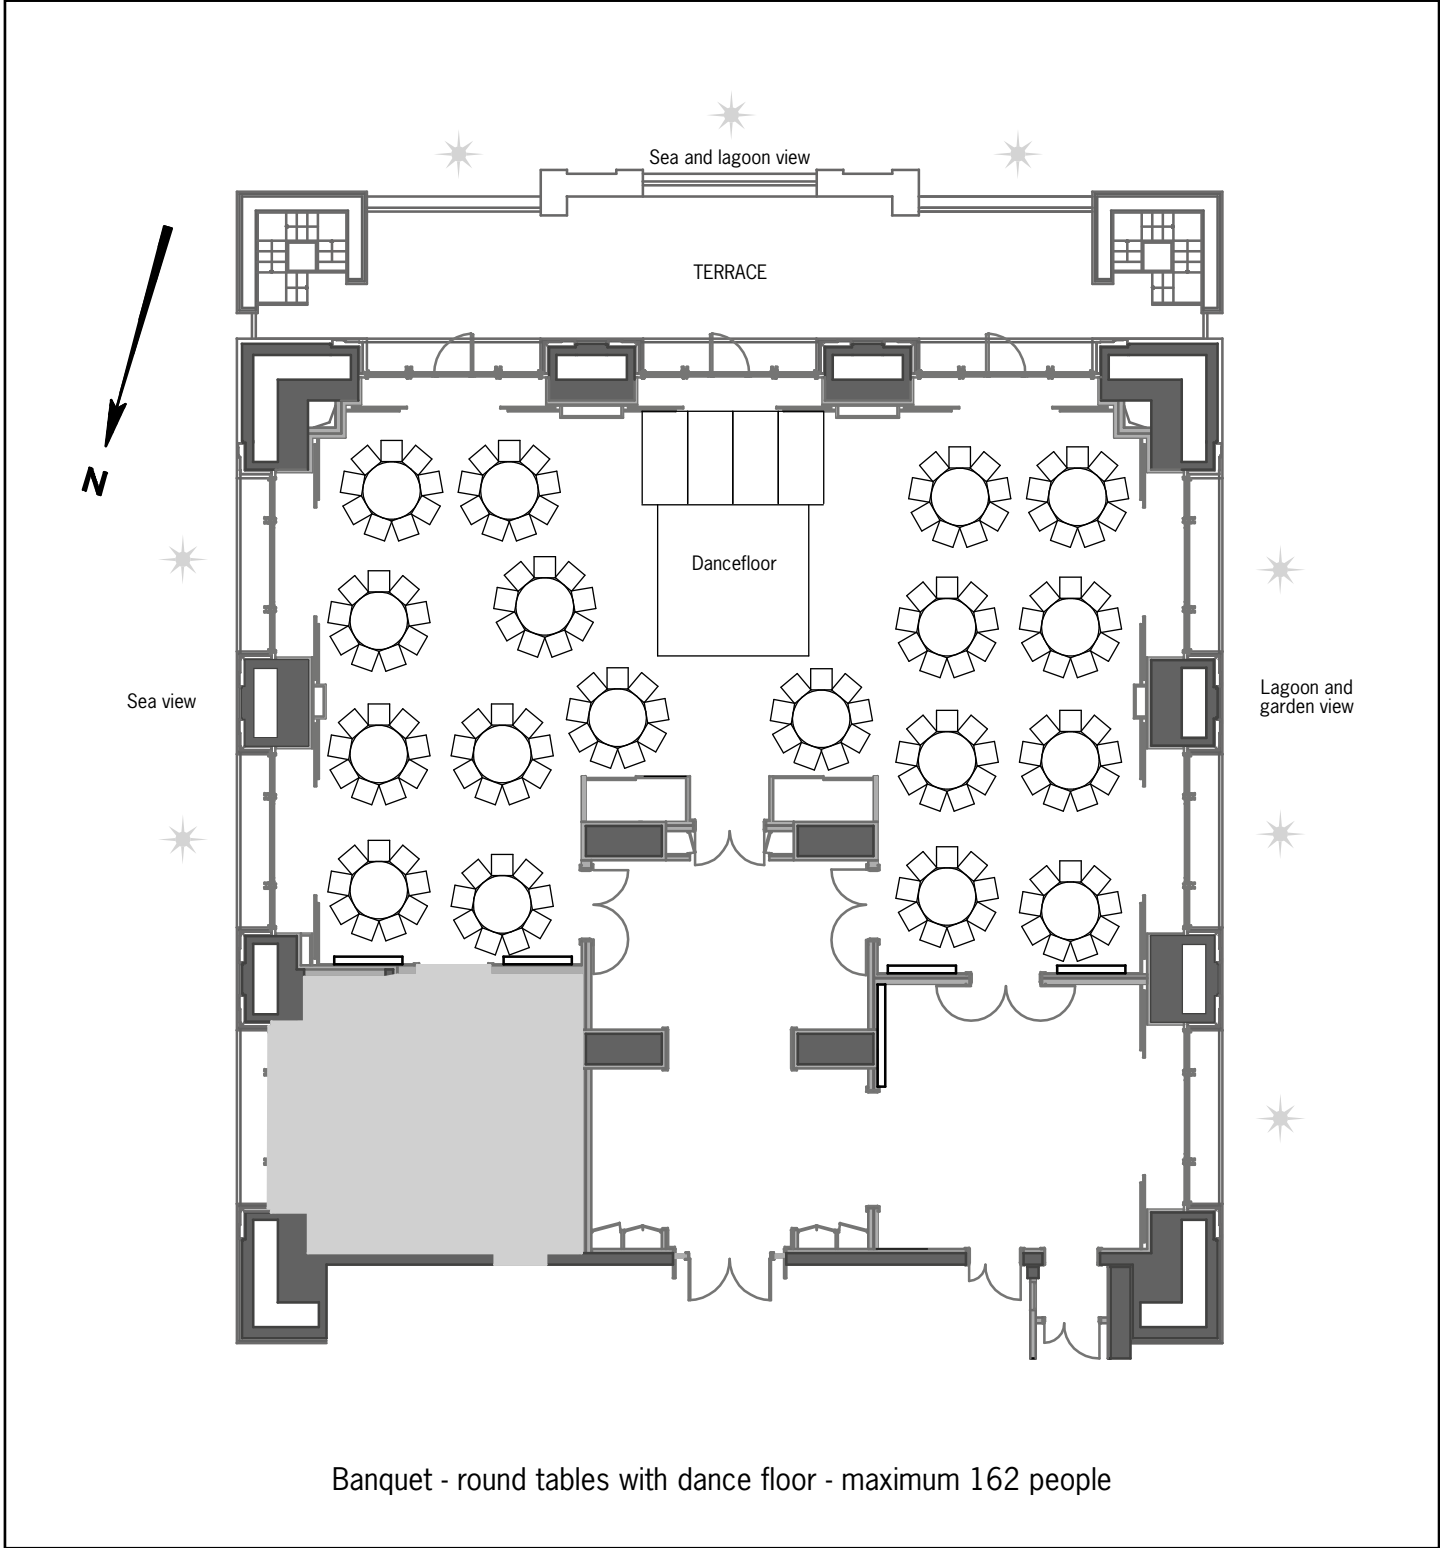 Sea and lagoon view
TERRACE
N
Dancefloor
Sea view
Lagoon and
garden view
Banquet - round tables with dance floor - maximum 162 people